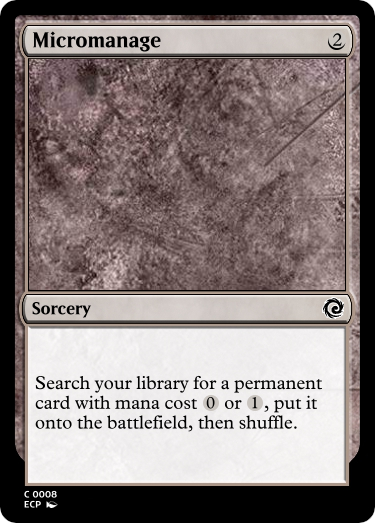 Micromanage 2
Sorcery
Search your library for a permanent
card with mana cost 0 or 1, put it
onto the battlefield, then shuffle.
C 0008
ECP